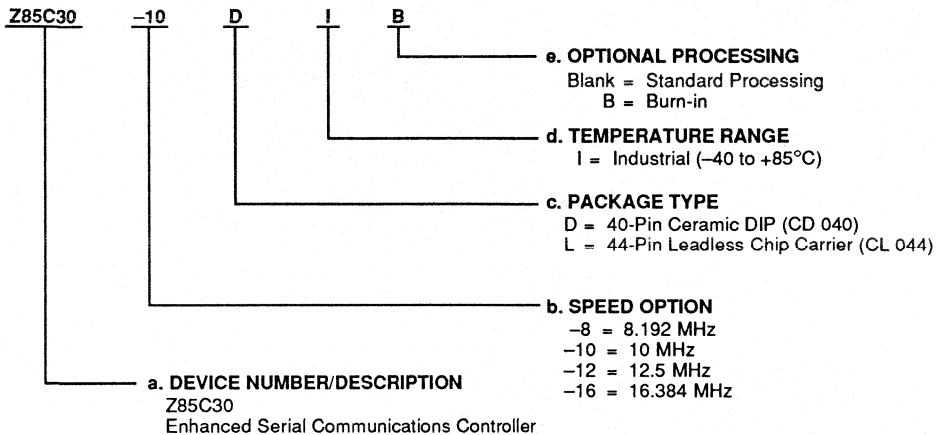 Z85C30 –10 D I B
e. OPTIONAL PROCESSING
Blank = Standard Processing
B = Burn-in
d. TEMPERATURE RANGE
I = Industrial (–40 to +85°C)
c. PACKAGE TYPE
D = 40-Pin Ceramic DIP (CD 040)
L = 44-Pin Leadless Chip Carrier (CL 044)
b. SPEED OPTION
–8 = 8.192 MHz
–10 = 10 MHz
–12 = 12.5 MHz
–16 = 16.384 MHz
a. DEVICE NUMBER/DESCRIPTION
Z85C30
Enhanced Serial Communications Controller